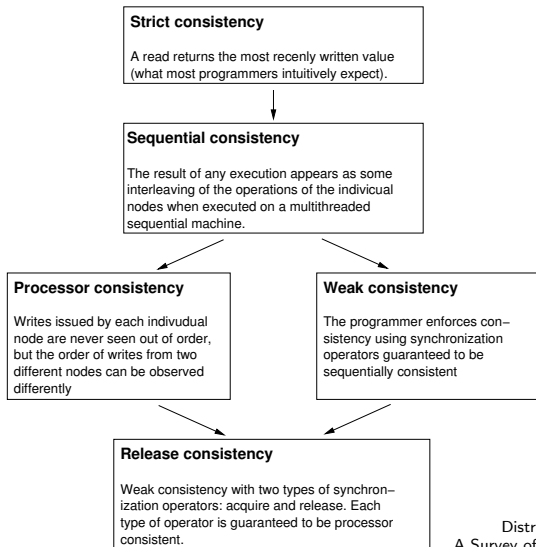 Strict consistency
A read returns the most recenly written value
(what most programmers intuitively expect).
Sequential consistency
The result of any execution appears as some
interleaving of the operations of the indivicual
nodes when executed on a multithreaded
sequential machine.
Processor consistency
Writes issued by each indivudual
node are never seen out of order,
but the order of writes from two
different nodes can be observed
differently
Weak consistency
The programmer enforces con−
sistency using synchronization
operators guaranteed to be
sequentially consistent
Release consistency
Weak consistency with two types of synchron−
ization operators: acquire and release. Each
type of operator is guaranteed to be processor
consistent.
Distr
A Survey of